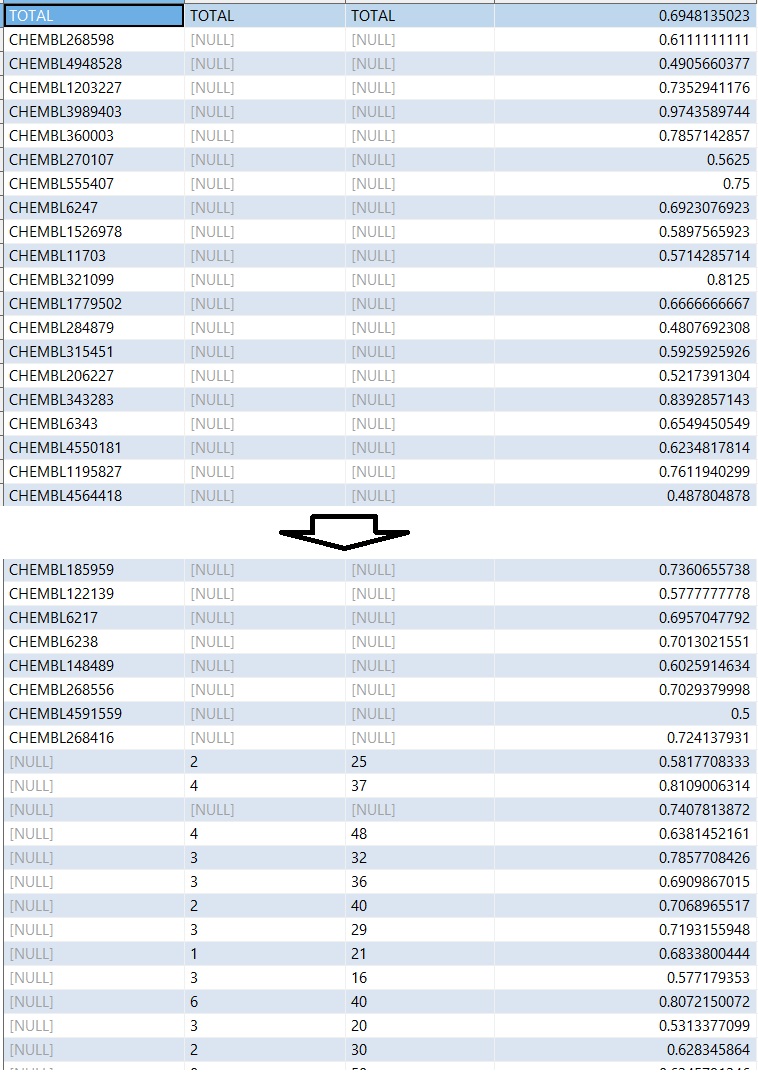 TOTAL TOTAL TOTAL 0.6948135023
CHEMBL268598 [NULL] [NULL] 0.6111111111
CHEMBL4948528 [NULL] [NULL] 0.4905660377
CHEMBL1203227 [NULL] [NULL] 0.7352941176
CHEMBL3989403 [NULL] [NULL] 0.9743589744
CHEMBL360003 [NULL] [NULL] 0.7857142857
CHEMBL270107 [NULL] [NULL] 0.5625
CHEMBL555407 [NULL] [NULL] 0.75
CHEMBL6247 [NULL] [NULL] 0.6923076923
CHEMBL1526978 [NULL] [NULL] 0.5897565923
CHEMBL11703 [NULL] [NULL] 0.5714285714
CHEMBL321099 [NULL] [NULL] 0.8125
CHEMBL1779502 [NULL] [NULL] 0.6666666667
CHEMBL284879 [NULL] [NULL] 0.4807692308
CHEMBL315451 [NULL] [NULL] 0.5925925926
CHEMBL206227 [NULL] [NULL] 0.5217391304
CHEMBL343283 [NULL] [NULL] 0.8392857143
CHEMBL6343 [NULL] [NULL] 0.6549450549
CHEMBL4550181 [NULL] [NULL] 0.6234817814
CHEMBL1195827 [NULL] [NULL] 0.7611940299
CHEMBL4564418 [NULL] [NULL] 0.487804878
CHEMBL185959 [NULL] [NULL] 0.7360655738
CHEMBL122139 [NULL] [NULL] 0.5777777778
CHEMBL6217 [NULL] [NULL] 0.6957047792
CHEMBL6238 [NULL] [NULL] 0.7013021551
CHEMBL148489 [NULL] [NULL] 0.6025914634
CHEMBL268556 [NULL] [NULL] 0.7029379998
CHEMBL4591559 [NULL] [NULL] 0.5
CHEMBL268416 [NULL] [NULL] 0.724137931
[NULL] 2 25 0.5817708333
[NULL] 4 37 0.8109006314
[NULL] [NULL] [NULL] 0.7407813872
[NULL] 4 48 0.6381452161
[NULL] 3 32 0.7857708426
[NULL] 3 36 0.6909867015
[NULL] 2 40 0.7068965517
[NULL] 3 29 0.7193155948
[NULL] 1 21 0.6833800444
[NULL] 3 16 0.577179353
[NULL] 6 40 0.8072150072
[NULL] 3 20 0.5313377099
[NULL] 2 30 0.628345864